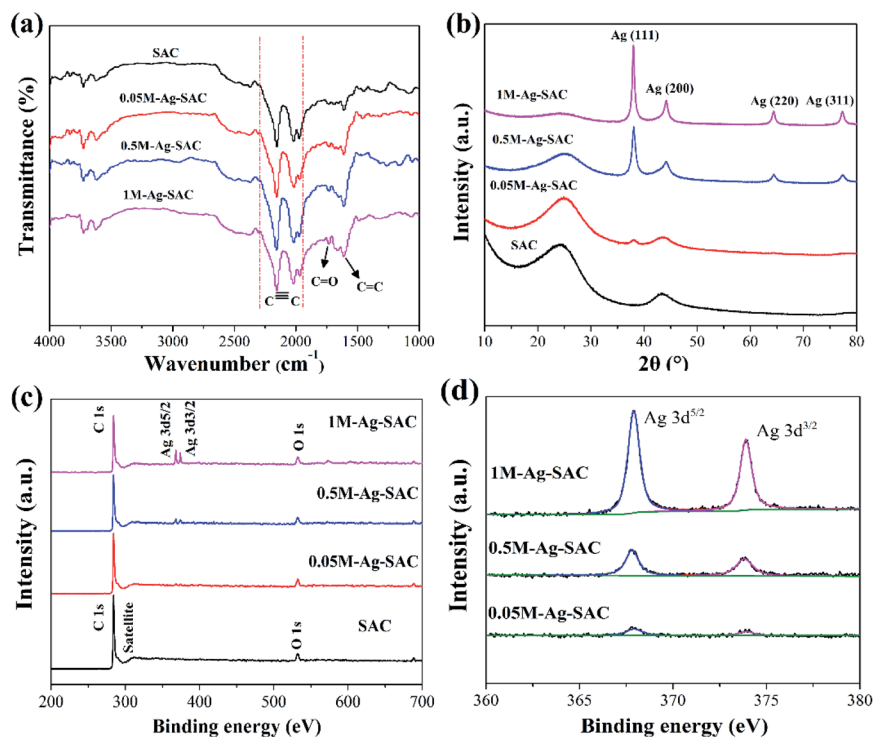 (a)
SAC
0.05M-Ag-SAC
0.5M-Ag-SAC
1M-Ag-SAC
C≡C
C=O
C=C
Transmittance (%)
4000 3500 3000 2500 2000 1500 1000
Wavenumber (cm⁻¹)
(b)
Ag (111)
Ag (200)
Ag (220)
Ag (311)
1M-Ag-SAC
0.5M-Ag-SAC
0.05M-Ag-SAC
SAC
Intensity (a.u.)
10 20 30 40 50 60 70 80
2θ (°)
(c)
C 1s
Ag 3d5/2
Ag 3d3/2
O 1s
1M-Ag-SAC
0.5M-Ag-SAC
0.05M-Ag-SAC
C 1s
Satellite
O 1s
SAC
Intensity (a.u.)
200 300 400 500 600 700
Binding energy (eV)
(d)
Ag 3d⁵/²
Ag 3d³/²
1M-Ag-SAC
0.5M-Ag-SAC
0.05M-Ag-SAC
Intensity (a.u.)
360 365 370 375 380
Binding energy (eV)